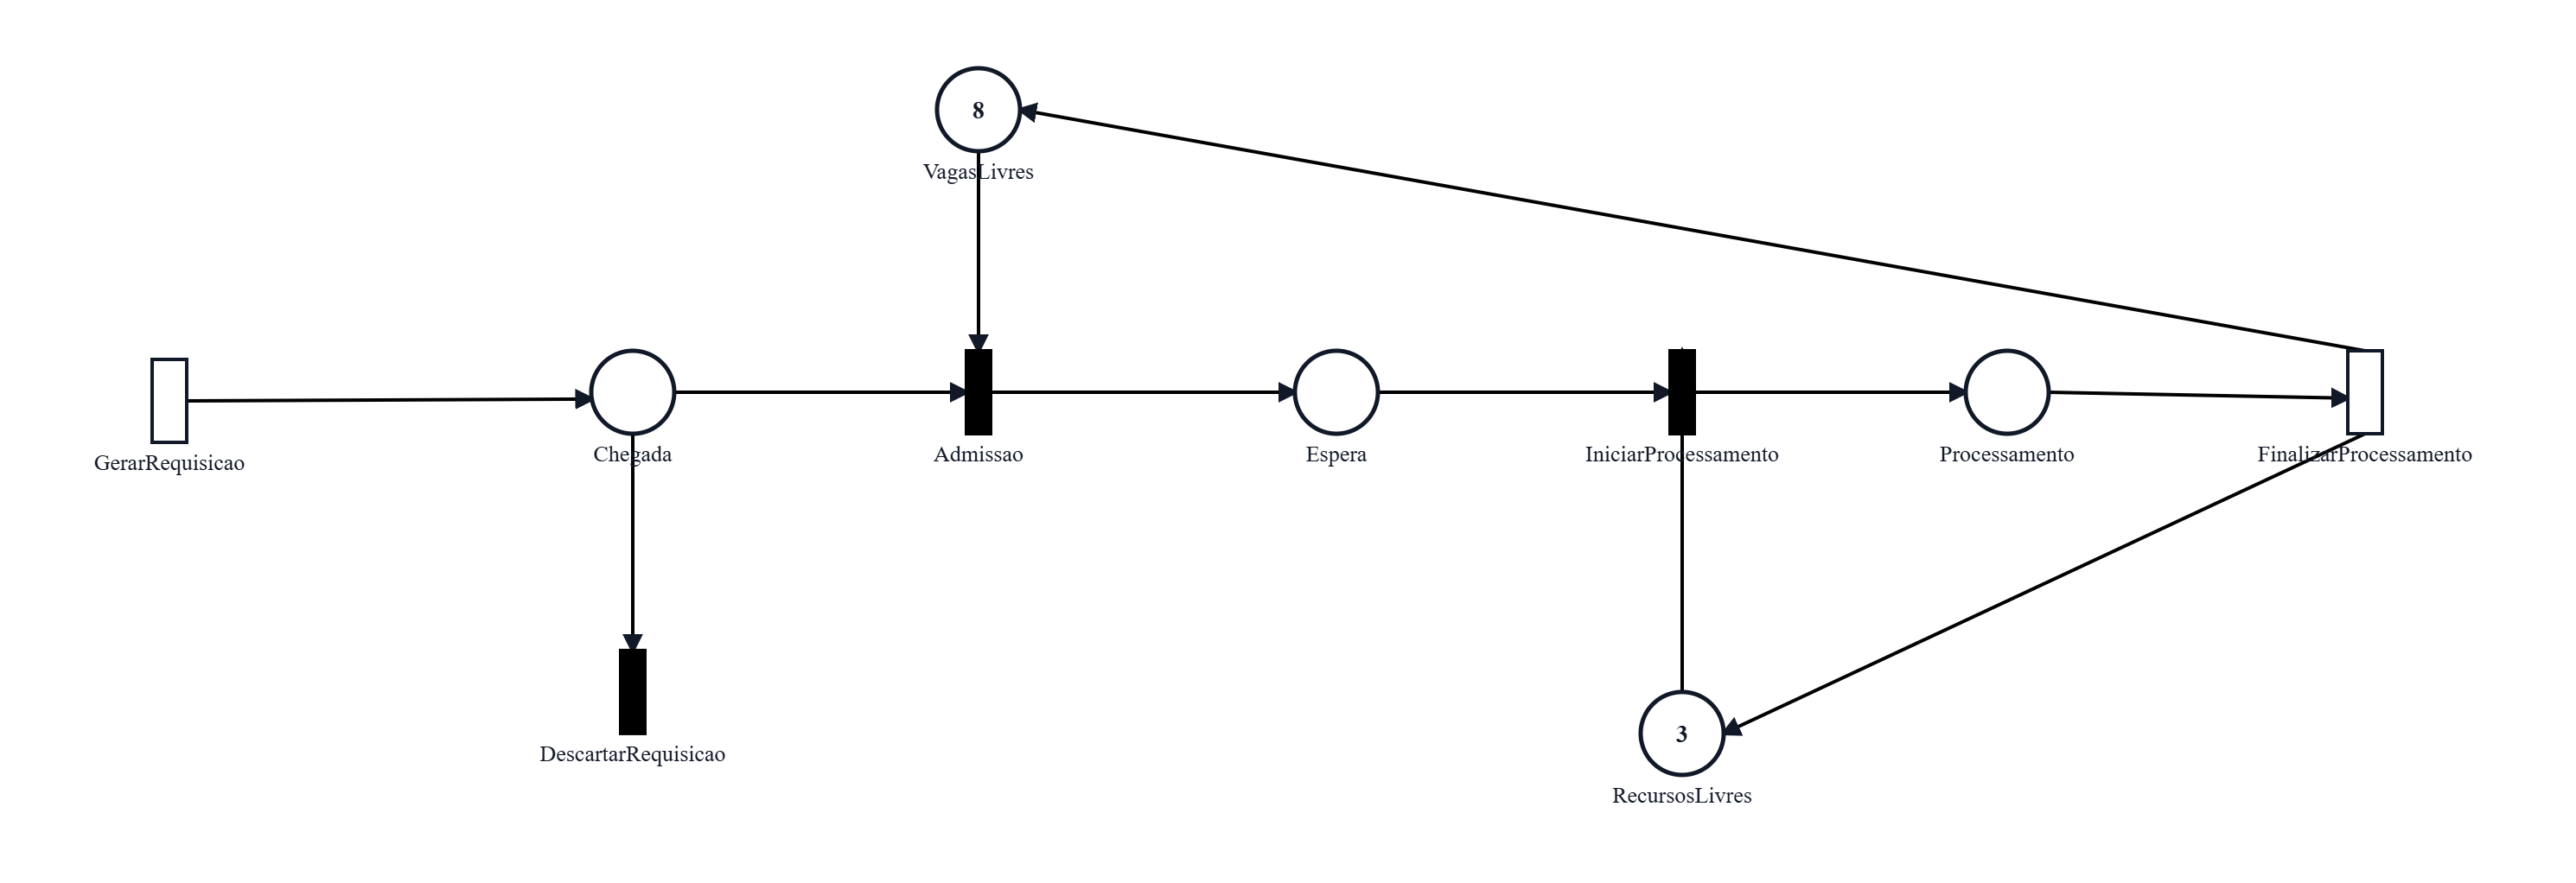 8
VagasLivres
GerarRequisicao
Chegada
Admissao
Espera
IniciarProcessamento
Processamento
FinalizarProcessamento
DescartarRequisicao
3
RecursosLivres